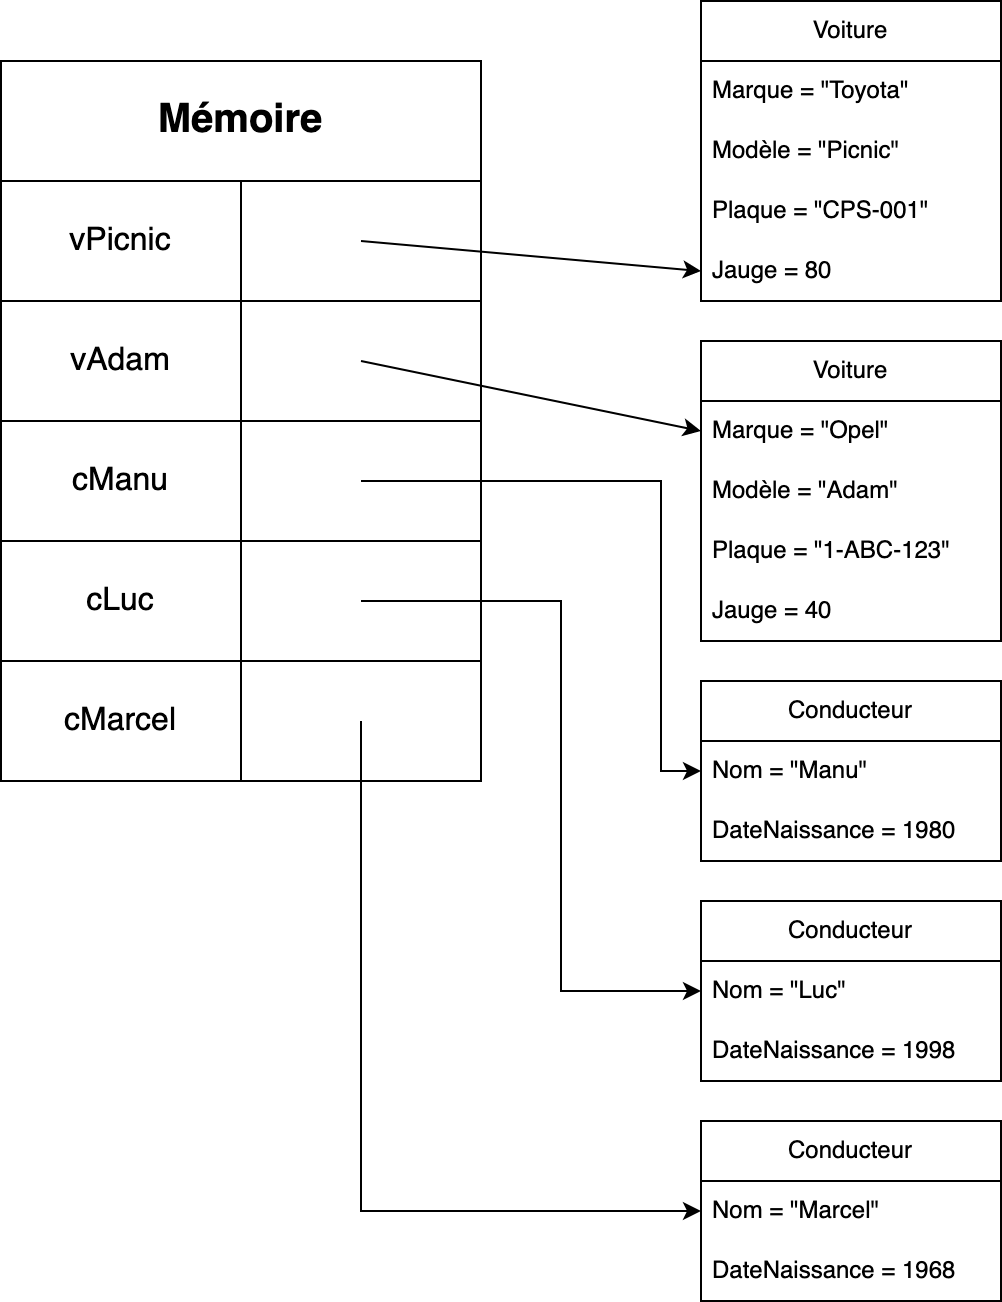 Mémoire
vPicnic
vAdam
cManu
cLuc
cMarcel
Voiture
Marque = "Toyota"
Modèle = "Picnic"
Plaque = "CPS-001"
Jauge = 80
Voiture
Marque = "Opel"
Modèle = "Adam"
Plaque = "1-ABC-123"
Jauge = 40
Conducteur
Nom = "Manu"
DateNaissance = 1980
Conducteur
Nom = "Luc"
DateNaissance = 1998
Conducteur
Nom = "Marcel"
DateNaissance = 1968